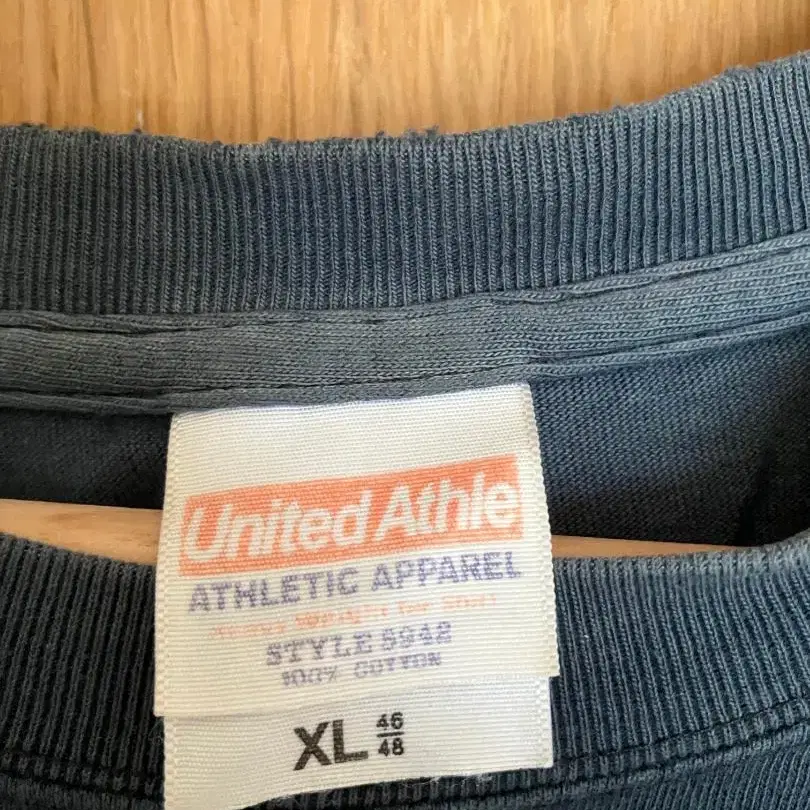 United Athle
ATHLETIC APPAREL
STYLE 5942
100% COTTON
XL 46
48